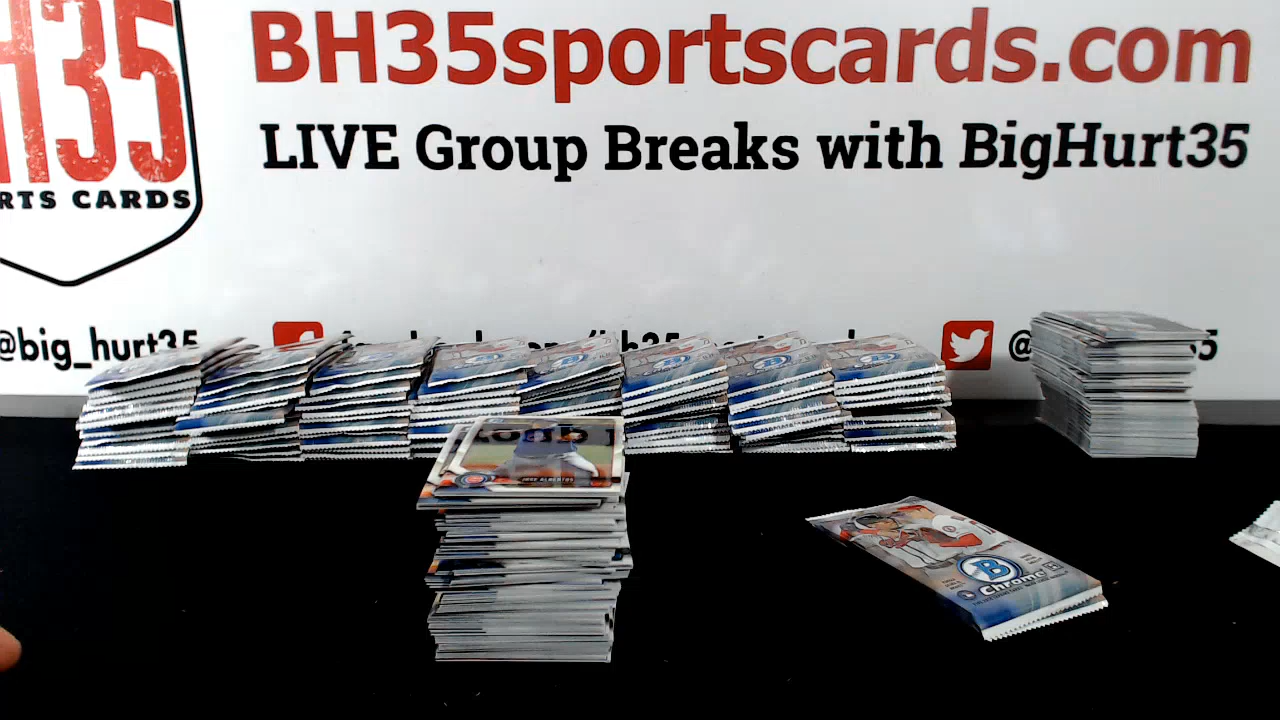 BH35sportscards.com
LIVE Group Breaks with BigHurt35
H35
RTS CARDS
@big_hurt35
B
Chrome